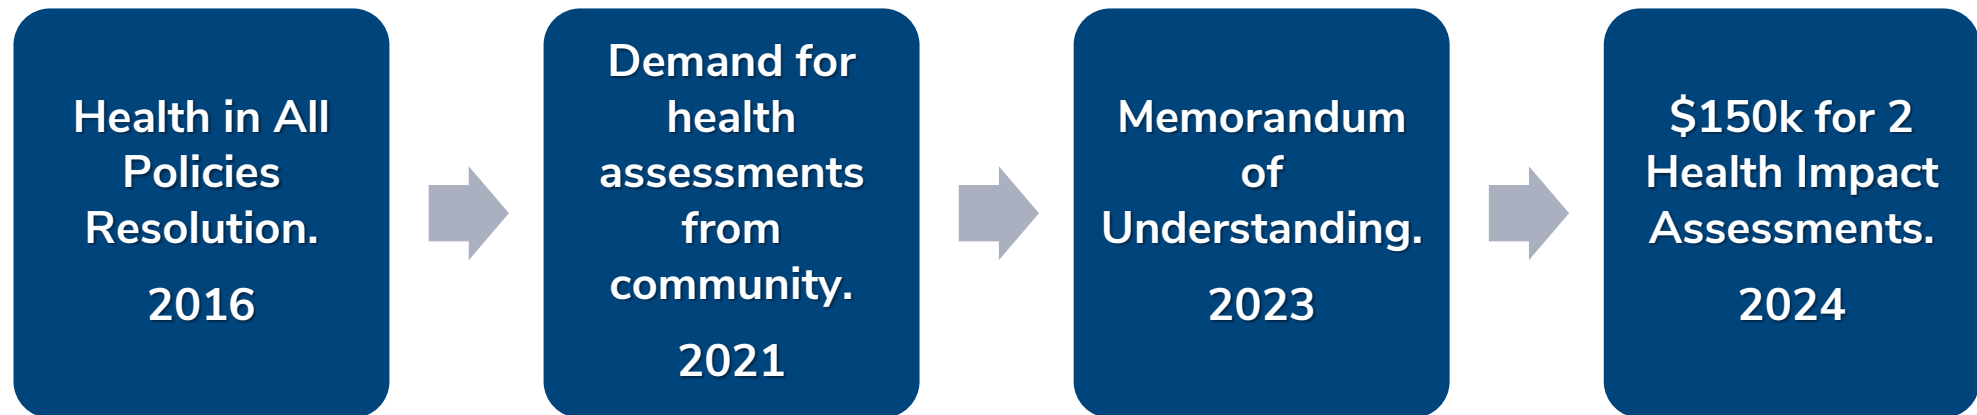 Health in All
Policies
Resolution.
2016
Demand for
health
assessments
from
community.
2021
Memorandum
of
Understanding.
2023
$150k for 2
Health Impact
Assessments.
2024